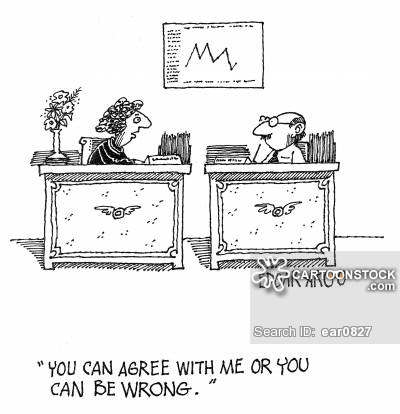 CARTOONSTOCK
.com
Search ID: ear0827
"YOU CAN AGREE WITH ME OR YOU
CAN BE WRONG."